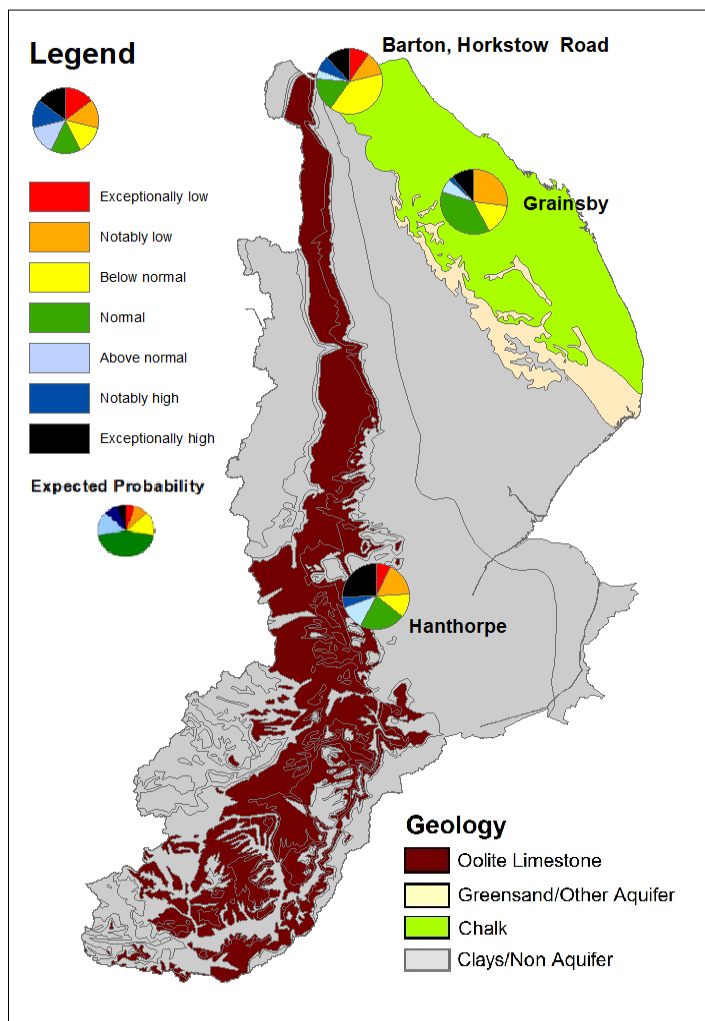 Barton, Horkstow Road
Legend
Exceptionally low
Notably low
Below normal
Normal
Above normal
Notably high
Exceptionally high
Expected Probability
Grainsby
Hanthorpe
Geology
Oolite Limestone
Greensand/Other Aquifer
Chalk
Clays/Non Aquifer